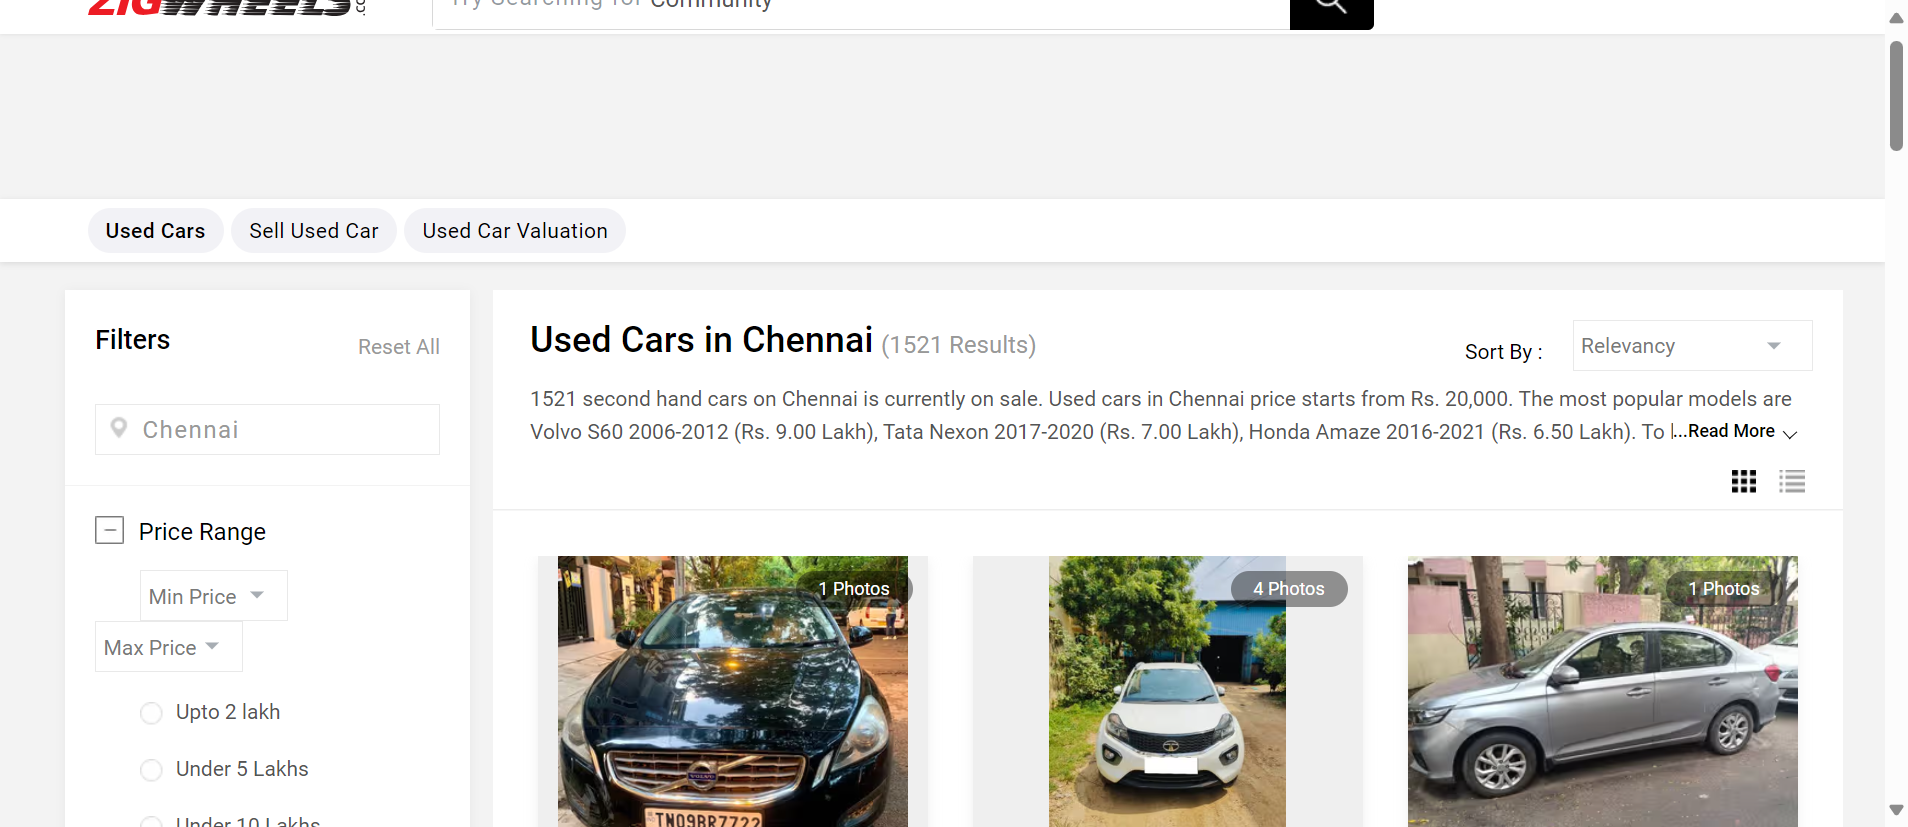 ZIGWHEELS.CO
Try Searching for Community
Used Cars
Sell Used Car
Used Car Valuation
Filters
Reset All
Chennai
Price Range
Min Price
Max Price
Upto 2 lakh
Under 5 Lakhs
Under 10 Lakhs
Used Cars in Chennai (1521 Results)
Sort By :
Relevancy
1521 second hand cars on Chennai is currently on sale. Used cars in Chennai price starts from Rs. 20,000. The most popular models are
Volvo S60 2006-2012 (Rs. 9.00 Lakh), Tata Nexon 2017-2020 (Rs. 7.00 Lakh), Honda Amaze 2016-2021 (Rs. 6.50 Lakh). To ...Read More
1 Photos
4 Photos
1 Photos
VOLVO
TN09BR7722